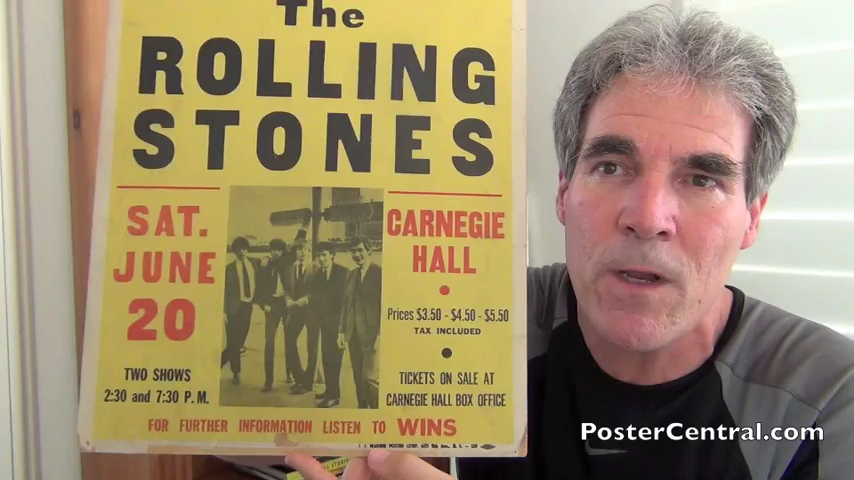 The
ROLLING
STONES
SAT.
JUNE
20
TWO SHOWS
2:30 and 7:30 P.M.
CARNEGIE
HALL
Prices $3.50 - $4.50 - $5.50
TAX INCLUDED
TICKETS ON SALE AT
CARNEGIE HALL BOX OFFICE
FOR FURTHER INFORMATION LISTEN TO WINS
PosterCentral.com